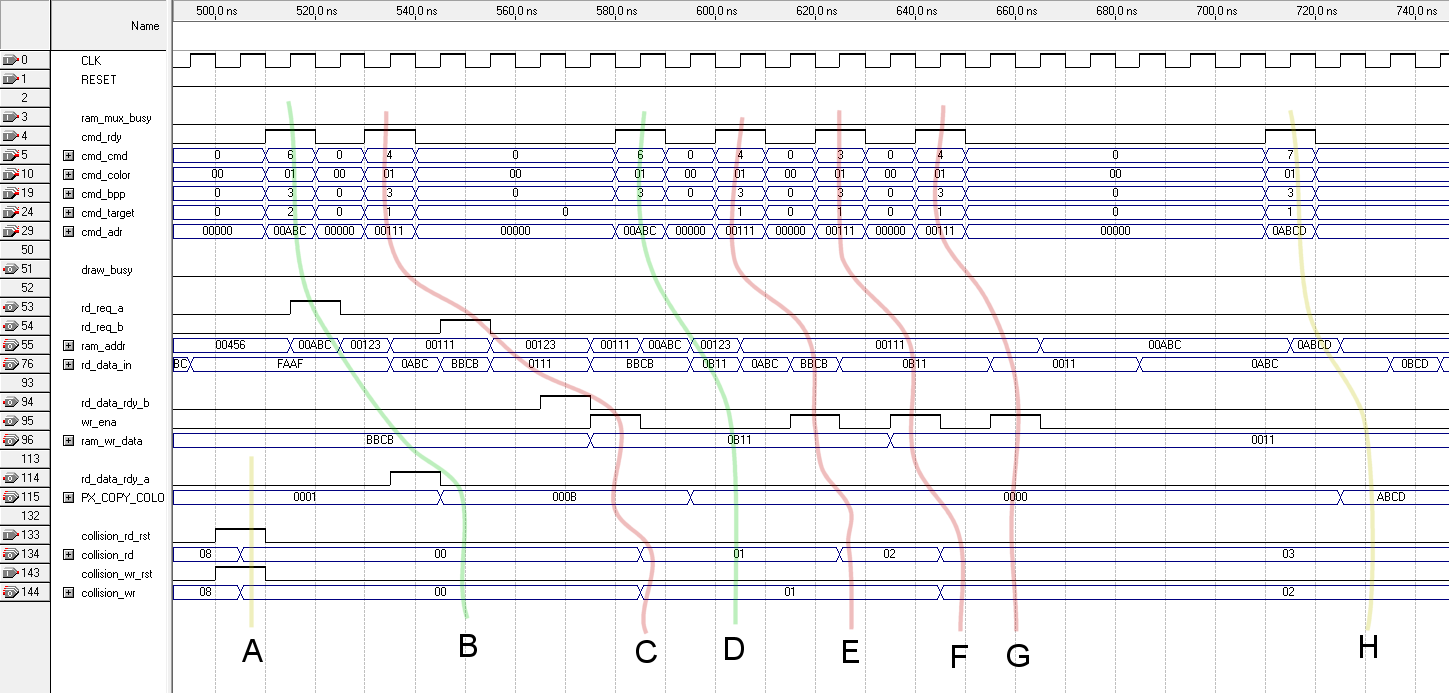 Name 500.0 ns 520.0 ns 540.0 ns 560.0 ns 580.0 ns 600.0 ns 620.0 ns 640.0 ns 660.0 ns 680.0 ns 700.0 ns 720.0 ns 740.0 ns
0 CLK
1 RESET
2
3 ram_mux_busy
4 cmd_rdy
5 cmd_cmd 0 6 0 4 0 6 0 4 0 3 0 4 0 7
10 cmd_color 00 01 00 01 00 01 00 01 00 01 00 01 00 01
19 cmd_bpp 0 3 0 3 0 3 0 3 0 3 0 3 0 3
24 cmd_target 0 2 0 1 0 1 0 1 0 1 0 1
29 cmd_adr 00000 00ABC 00000 00111 00000 00ABC 00000 00111 00000 00111 00000 00111 00000 0ABCD
50
51 draw_busy
52
53 rd_req_a
54 rd_req_b
55 ram_addr 00456 00ABC 00123 00111 00123 00111 00ABC 00123 00111 00ABC 0ABCD
76 rd_data_in BC FAAF 0ABC BBCB 0111 BBCB 0B11 0ABC BBCB 0B11 0011 0ABC 0BCD
93
94 rd_data_rdy_b
95 wr_ena
96 ram_wr_data BBCB 0B11 0011
113
114 rd_data_rdy_a
115 PX_COPY_COLO 0001 000B 0000 ABCD
132
133 collision_rd_rst
134 collision_rd 08 00 01 02 03
143 collision_wr_rst
144 collision_wr 08 00 01 02
A B C D E F G H